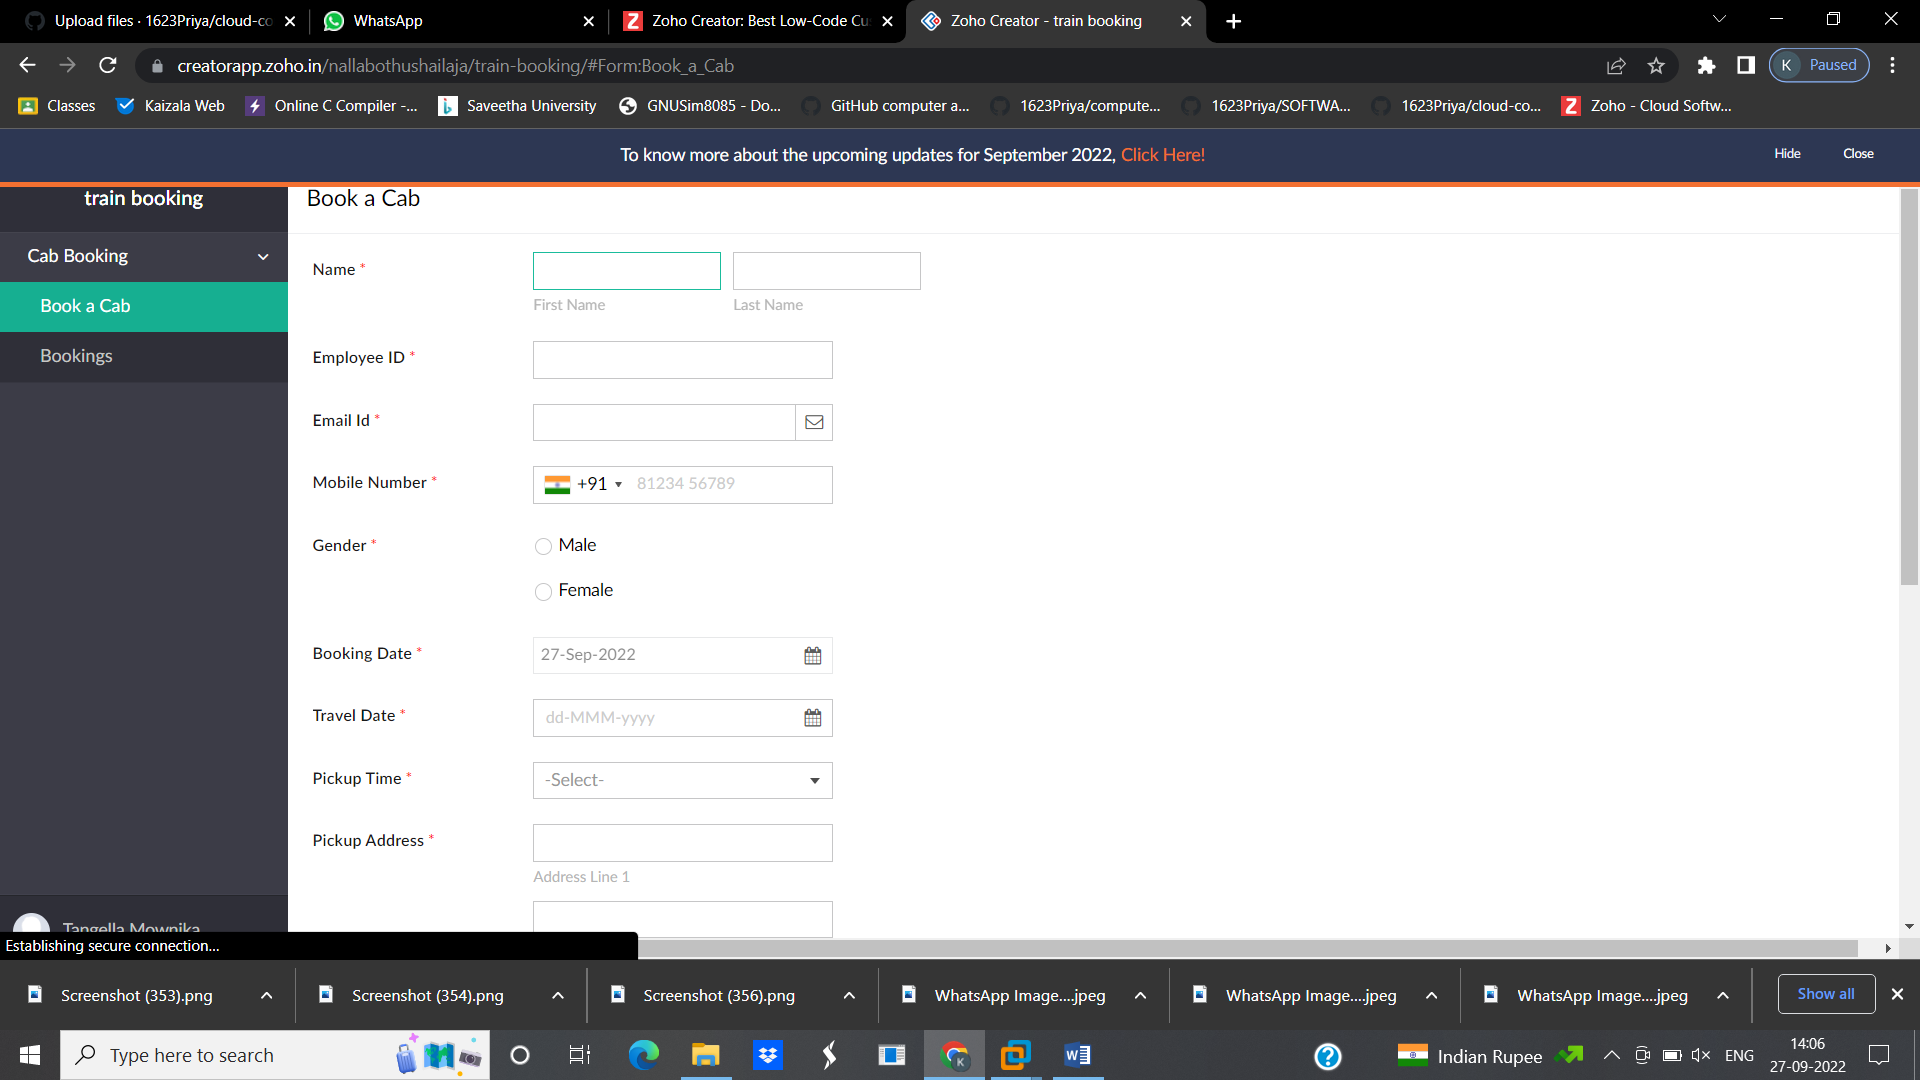 Upload files · 1623Priya/cloud-co
WhatsApp
Zoho Creator: Best Low-Code Cu
Zoho Creator - train booking
creatorapp.zoho.in/nallabothushailaja/train-booking/#Form:Book_a_Cab
K Paused
Classes
Kaizala Web
Online C Compiler -...
Saveetha University
GNUSim8085 - Do...
GitHub computer a...
1623Priya/compute...
1623Priya/SOFTWA...
1623Priya/cloud-co...
Zoho - Cloud Softw...
To know more about the upcoming updates for September 2022, Click Here!
Hide
Close
train booking
Book a Cab
Cab Booking
Book a Cab
Bookings
Name *
First Name
Last Name
Employee ID *
Email Id *
Mobile Number *
+91
81234 56789
Gender *
Male
Female
Booking Date *
27-Sep-2022
Travel Date *
dd-MMM-yyyy
Pickup Time *
-Select-
Pickup Address *
Address Line 1
Tangella Mownika
Establishing secure connection...
Screenshot (353).png
Screenshot (354).png
Screenshot (356).png
WhatsApp Image....jpeg
WhatsApp Image....jpeg
WhatsApp Image....jpeg
Show all
Type here to search
Indian Rupee
ENG
14:06
27-09-2022